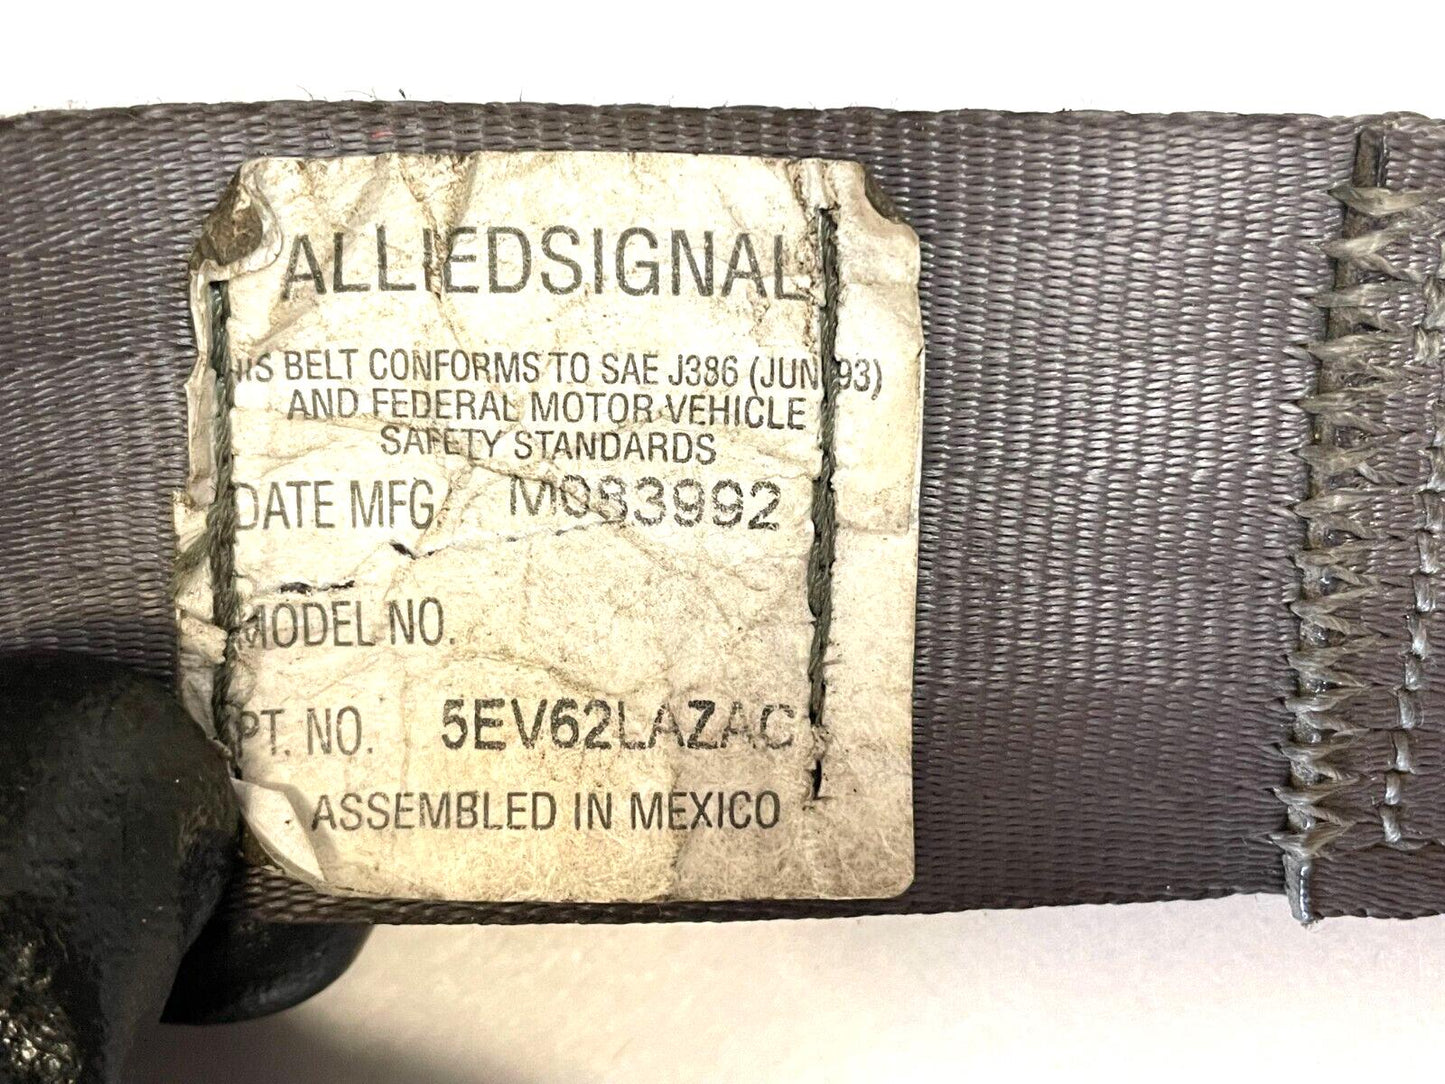 ALLIEDSIGNAL
HIS BELT CONFORMS TO SAE J386 (JUN 93)
AND FEDERAL MOTOR VEHICLE
SAFETY STANDARDS
DATE MFG. M083992
MODEL NO.
PT. NO. 5EV62LAZAC
ASSEMBLED IN MEXICO